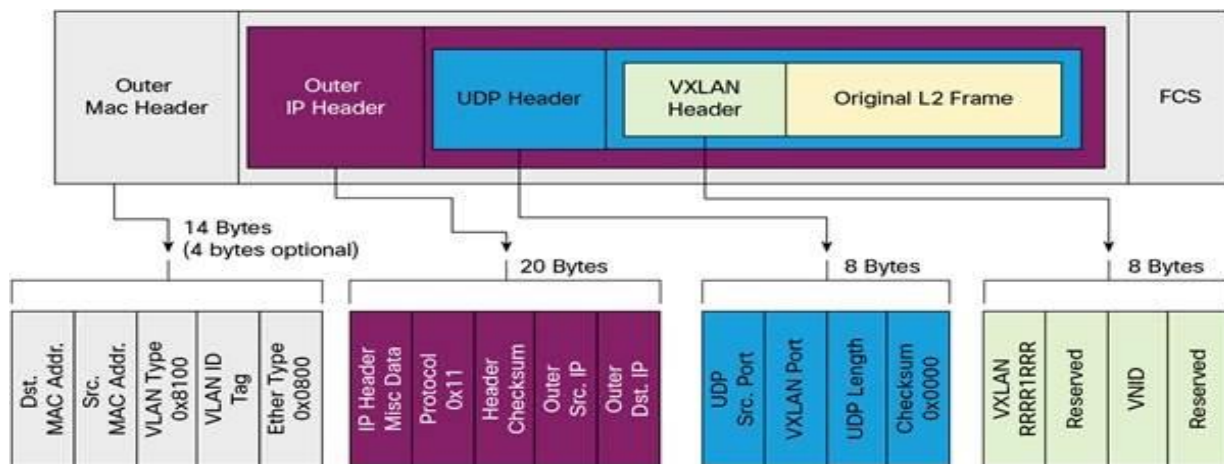 Outer
Mac Header
Outer
IP Header
UDP Header
VXLAN
Header
Original L2 Frame
FCS
14 Bytes
(4 bytes optional)
20 Bytes
8 Bytes
8 Bytes
Dst.
MAC Addr.
Src.
MAC Addr.
VLAN Type
0x8100
VLAN ID
Tag
Ether Type
0x0800
IP Header
Misc Data
Protocol
0x11
Header
Checksum
Outer
Src. IP
Outer
Dst. IP
UDP
Src. Port
VXLAN Port
UDP Length
Checksum
0x0000
VXLAN
RRRR1RRR
Reserved
VNID
Reserved